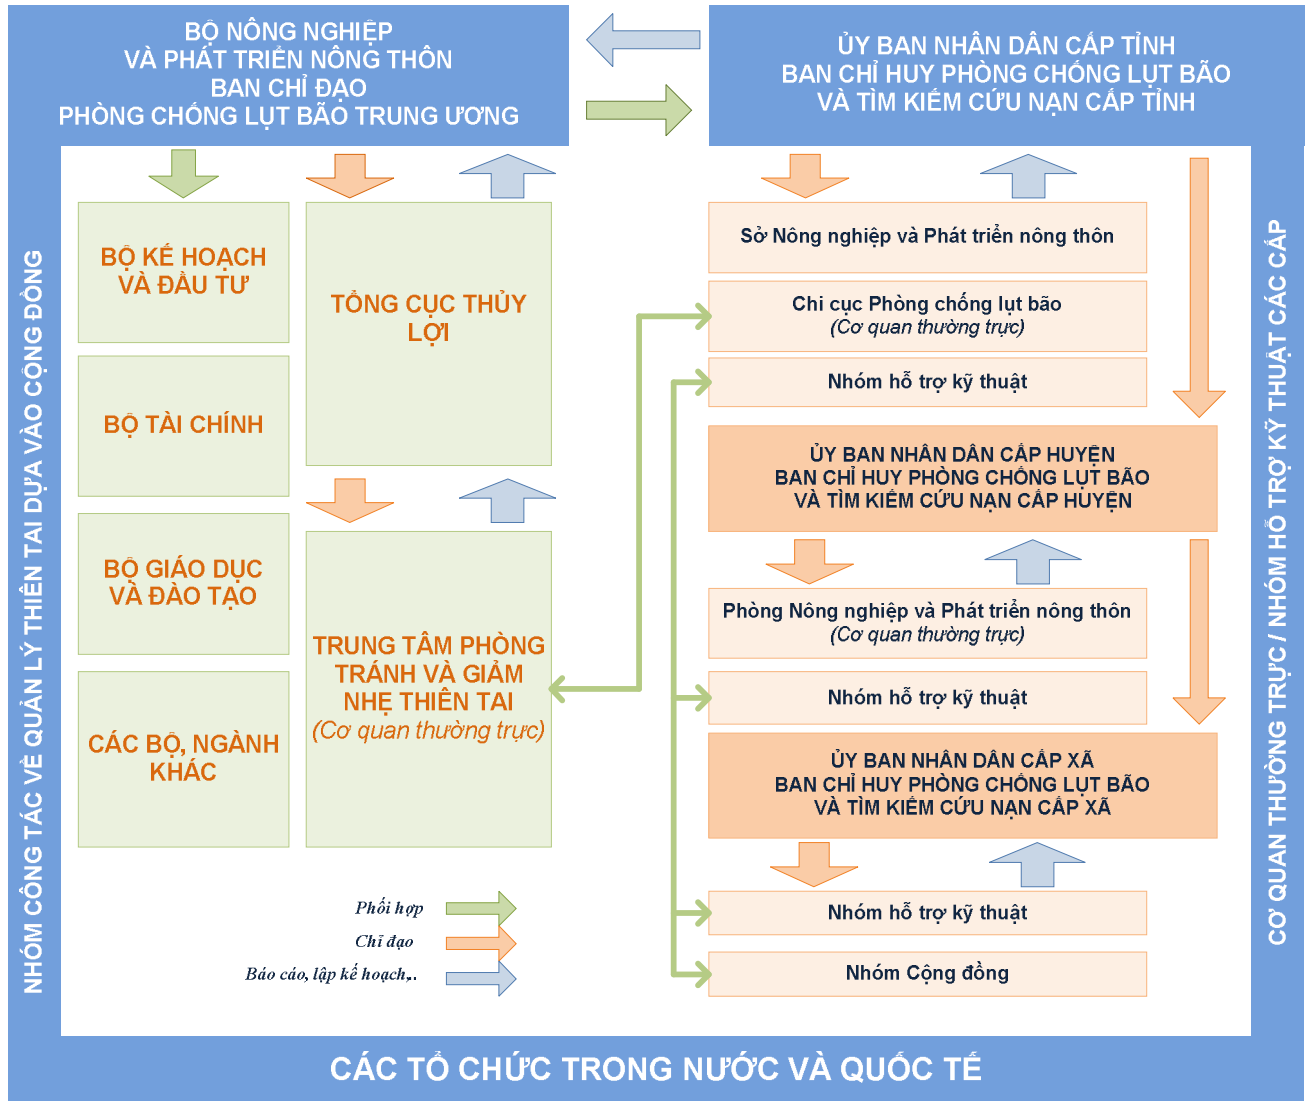 BỘ NÔNG NGHIỆP
VÀ PHÁT TRIỂN NÔNG THÔN
BAN CHỈ ĐẠO
PHÒNG CHỐNG LỤT BÃO TRUNG ƯƠNG
ỦY BAN NHÂN DÂN CẤP TỈNH
BAN CHỈ HUY PHÒNG CHỐNG LỤT BÃO
VÀ TÌM KIẾM CỨU NẠN CẤP TỈNH
NHÓM CÔNG TÁC VỀ QUẢN LÝ THIÊN TAI DỰA VÀO CỘNG ĐỒNG
BỘ KẾ HOẠCH
VÀ ĐẦU TƯ
BỘ TÀI CHÍNH
BỘ GIÁO DỤC
VÀ ĐÀO TẠO
CÁC BỘ, NGÀNH
KHÁC
TỔNG CỤC THỦY
LỢI
TRUNG TÂM PHÒNG
TRÁNH VÀ GIẢM
NHẸ THIÊN TAI
(Cơ quan thường trực)
Sở Nông nghiệp và Phát triển nông thôn
Chi cục Phòng chống lụt bão
(Cơ quan thường trực)
Nhóm hỗ trợ kỹ thuật
ỦY BAN NHÂN DÂN CẤP HUYỆN
BAN CHỈ HUY PHÒNG CHỐNG LỤT BÃO
VÀ TÌM KIẾM CỨU NẠN CẤP HUYỆN
Phòng Nông nghiệp và Phát triển nông thôn
(Cơ quan thường trực)
Nhóm hỗ trợ kỹ thuật
ỦY BAN NHÂN DÂN CẤP XÃ
BAN CHỈ HUY PHÒNG CHỐNG LỤT BÃO
VÀ TÌM KIẾM CỨU NẠN CẤP XÃ
Nhóm hỗ trợ kỹ thuật
Nhóm Cộng đồng
CƠ QUAN THƯỜNG TRỰC / NHÓM HỖ TRỢ KỸ THUẬT CÁC CẤP
Phối hợp
Chỉ đạo
Báo cáo, lập kế hoạch,..
CÁC TỔ CHỨC TRONG NƯỚC VÀ QUỐC TẾ